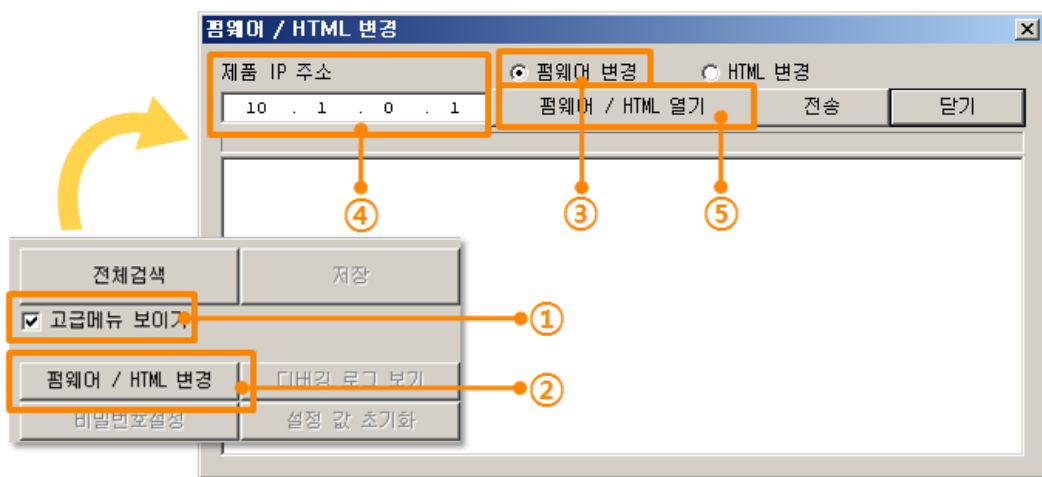 펌웨어 / HTML 변경
제품 IP 주소
펌웨어 변경
HTML 변경
10 . 1 . 0 . 1
펌웨어 / HTML 열기
전송
닫기
④
③
⑤
전체검색
저장
고급메뉴 보이기
①
펌웨어 / HTML 변경
디버깅 로그 보기
②
비밀번호설정
설정 값 초기화